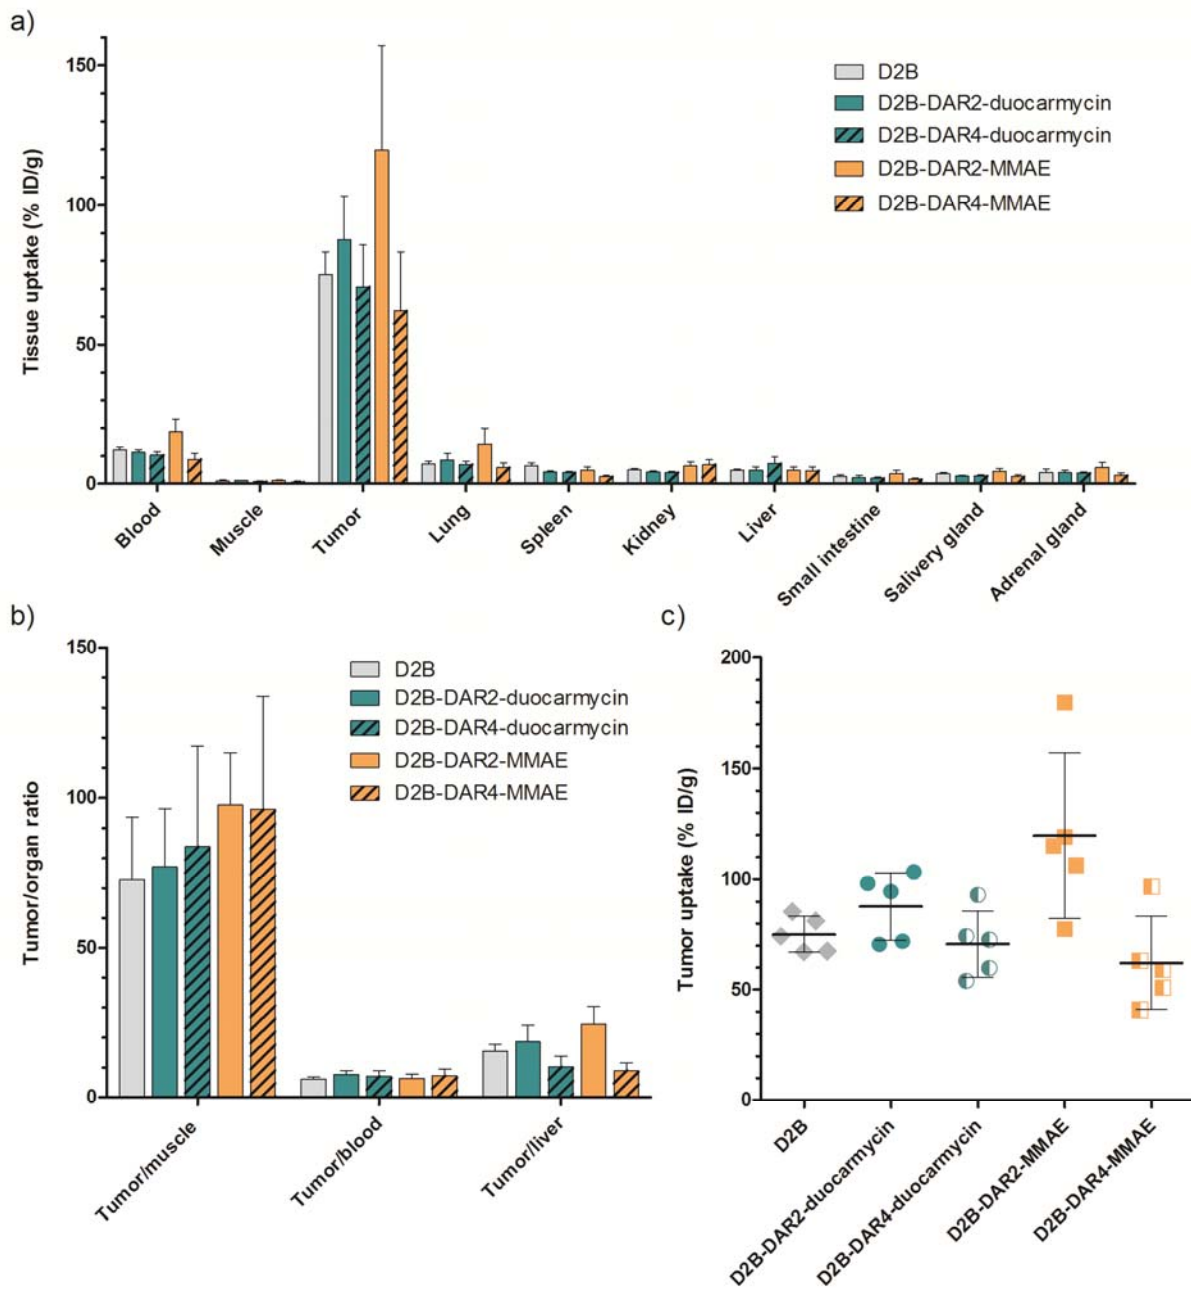 a)
Tissue uptake (% ID/g)
150
100
50
0
D2B
D2B-DAR2-duocarmycin
D2B-DAR4-duocarmycin
D2B-DAR2-MMAE
D2B-DAR4-MMAE
Blood
Muscle
Tumor
Lung
Spleen
Kidney
Liver
Small intestine
Salivery gland
Adrenal gland
b)
Tumor/organ ratio
150
100
50
0
D2B
D2B-DAR2-duocarmycin
D2B-DAR4-duocarmycin
D2B-DAR2-MMAE
D2B-DAR4-MMAE
Tumor/muscle
Tumor/blood
Tumor/liver
c)
Tumor uptake (% ID/g)
200
150
100
50
0
D2B
D2B-DAR2-duocarmycin
D2B-DAR4-duocarmycin
D2B-DAR2-MMAE
D2B-DAR4-MMAE